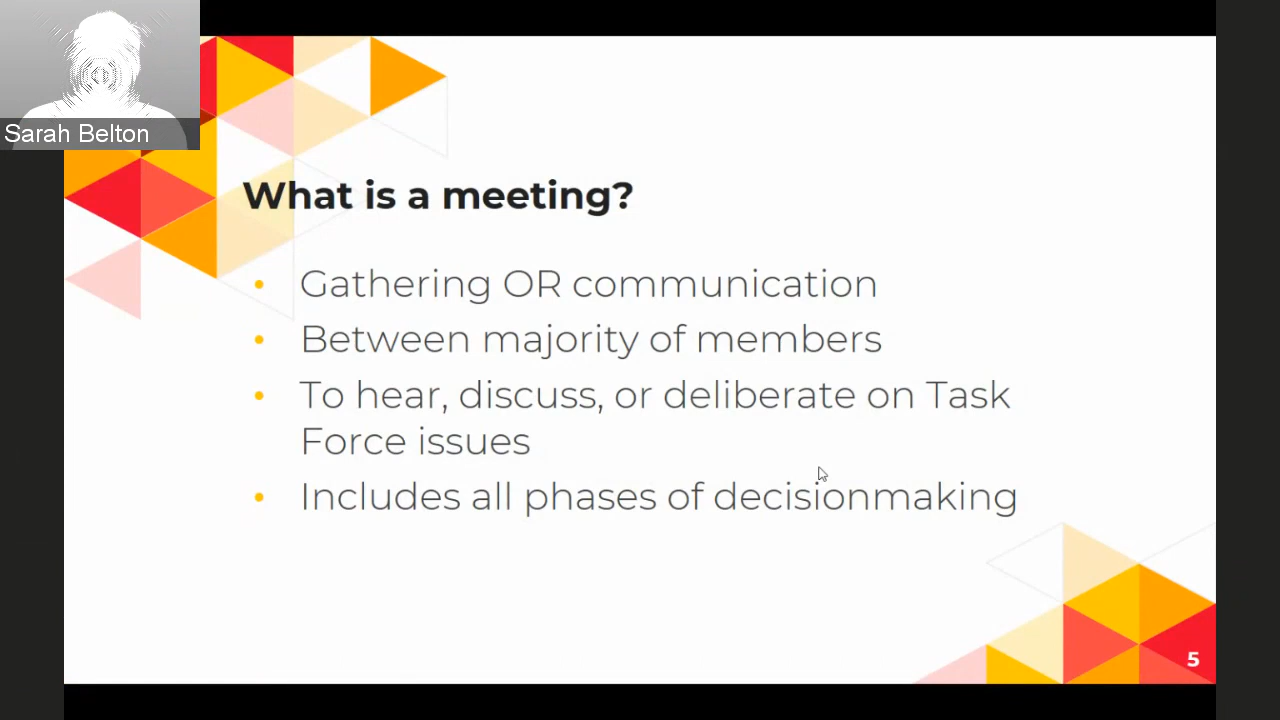 Sarah Belton
What is a meeting?
• Gathering OR communication
• Between majority of members
• To hear, discuss, or deliberate on Task
Force issues
• Includes all phases of decisionmaking
5